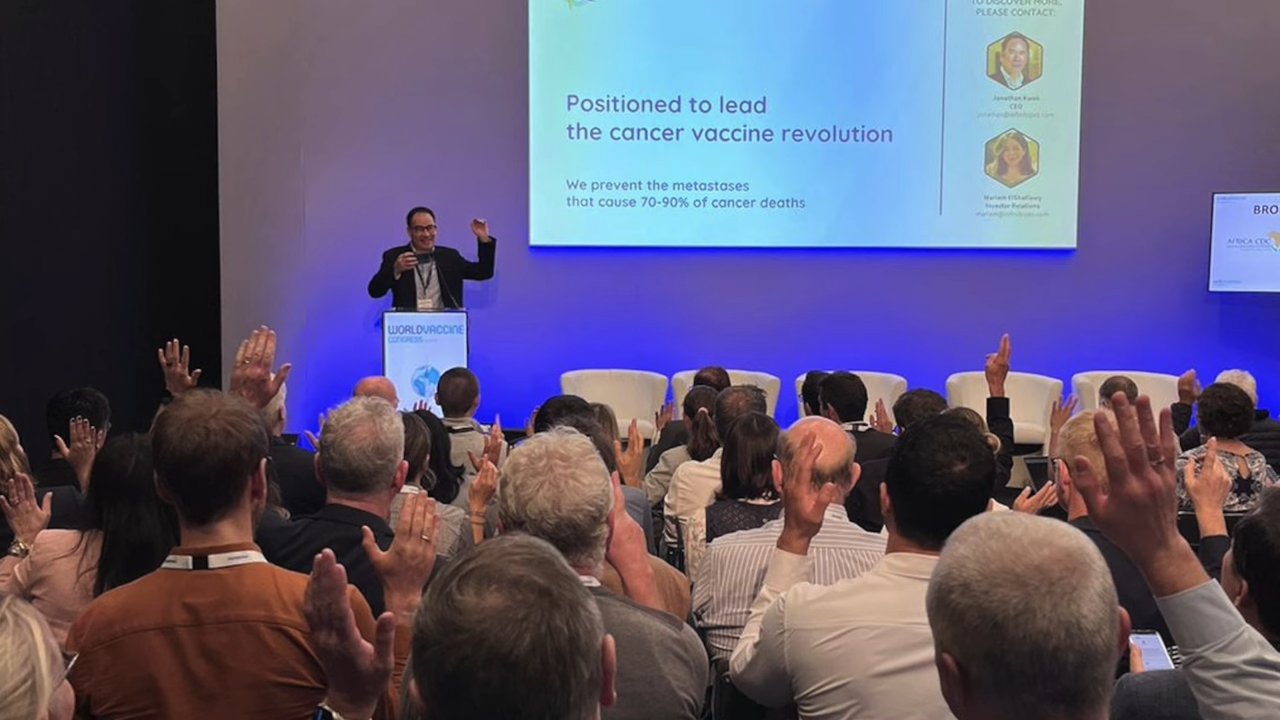 TO DISCOVER MORE,
PLEASE CONTACT:
Positioned to lead
the cancer vaccine revolution
We prevent the metastases
that cause 70-90% of cancer deaths
CEO
Investor Relations
WORLDVACCINE
CONGRESS
BRO
AFRICA CDC